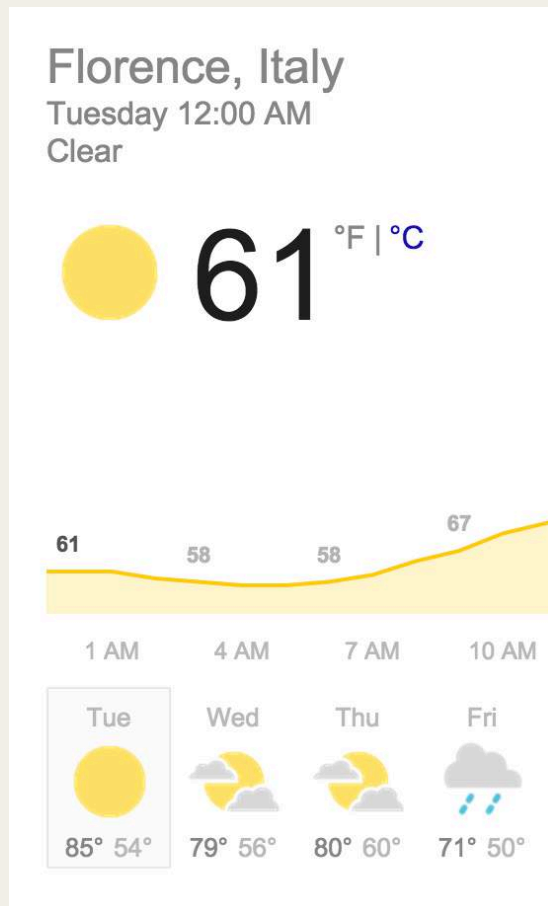 Florence, Italy
Tuesday 12:00 AM
Clear
61 °F | °C
61 58 58 67
1 AM 4 AM 7 AM 10 AM
Tue Wed Thu Fri
85° 54° 79° 56° 80° 60° 71° 50°